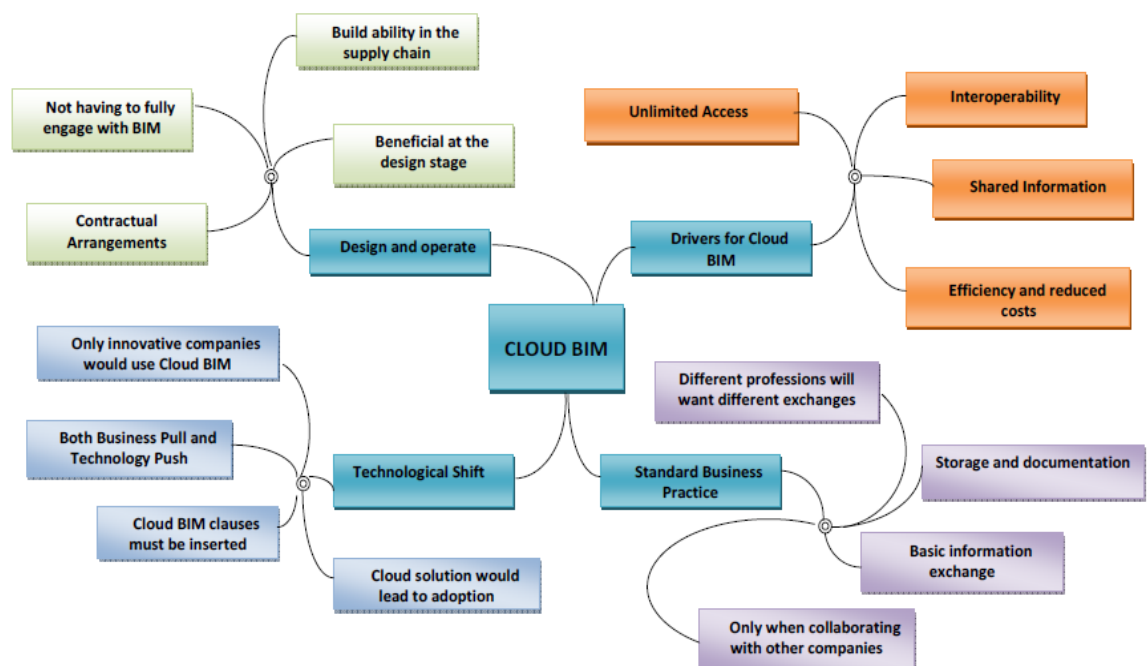 Build ability in the
supply chain
Not having to fully
engage with BIM
Beneficial at the
design stage
Contractual
Arrangements
Design and operate
Unlimited Access
Interoperability
Shared Information
Drivers for Cloud
BIM
Efficiency and reduced
costs
CLOUD BIM
Only innovative companies
would use Cloud BIM
Both Business Pull and
Technology Push
Technological Shift
Cloud BIM clauses
must be inserted
Cloud solution would
lead to adoption
Different professions will
want different exchanges
Storage and documentation
Standard Business
Practice
Basic information
exchange
Only when collaborating
with other companies